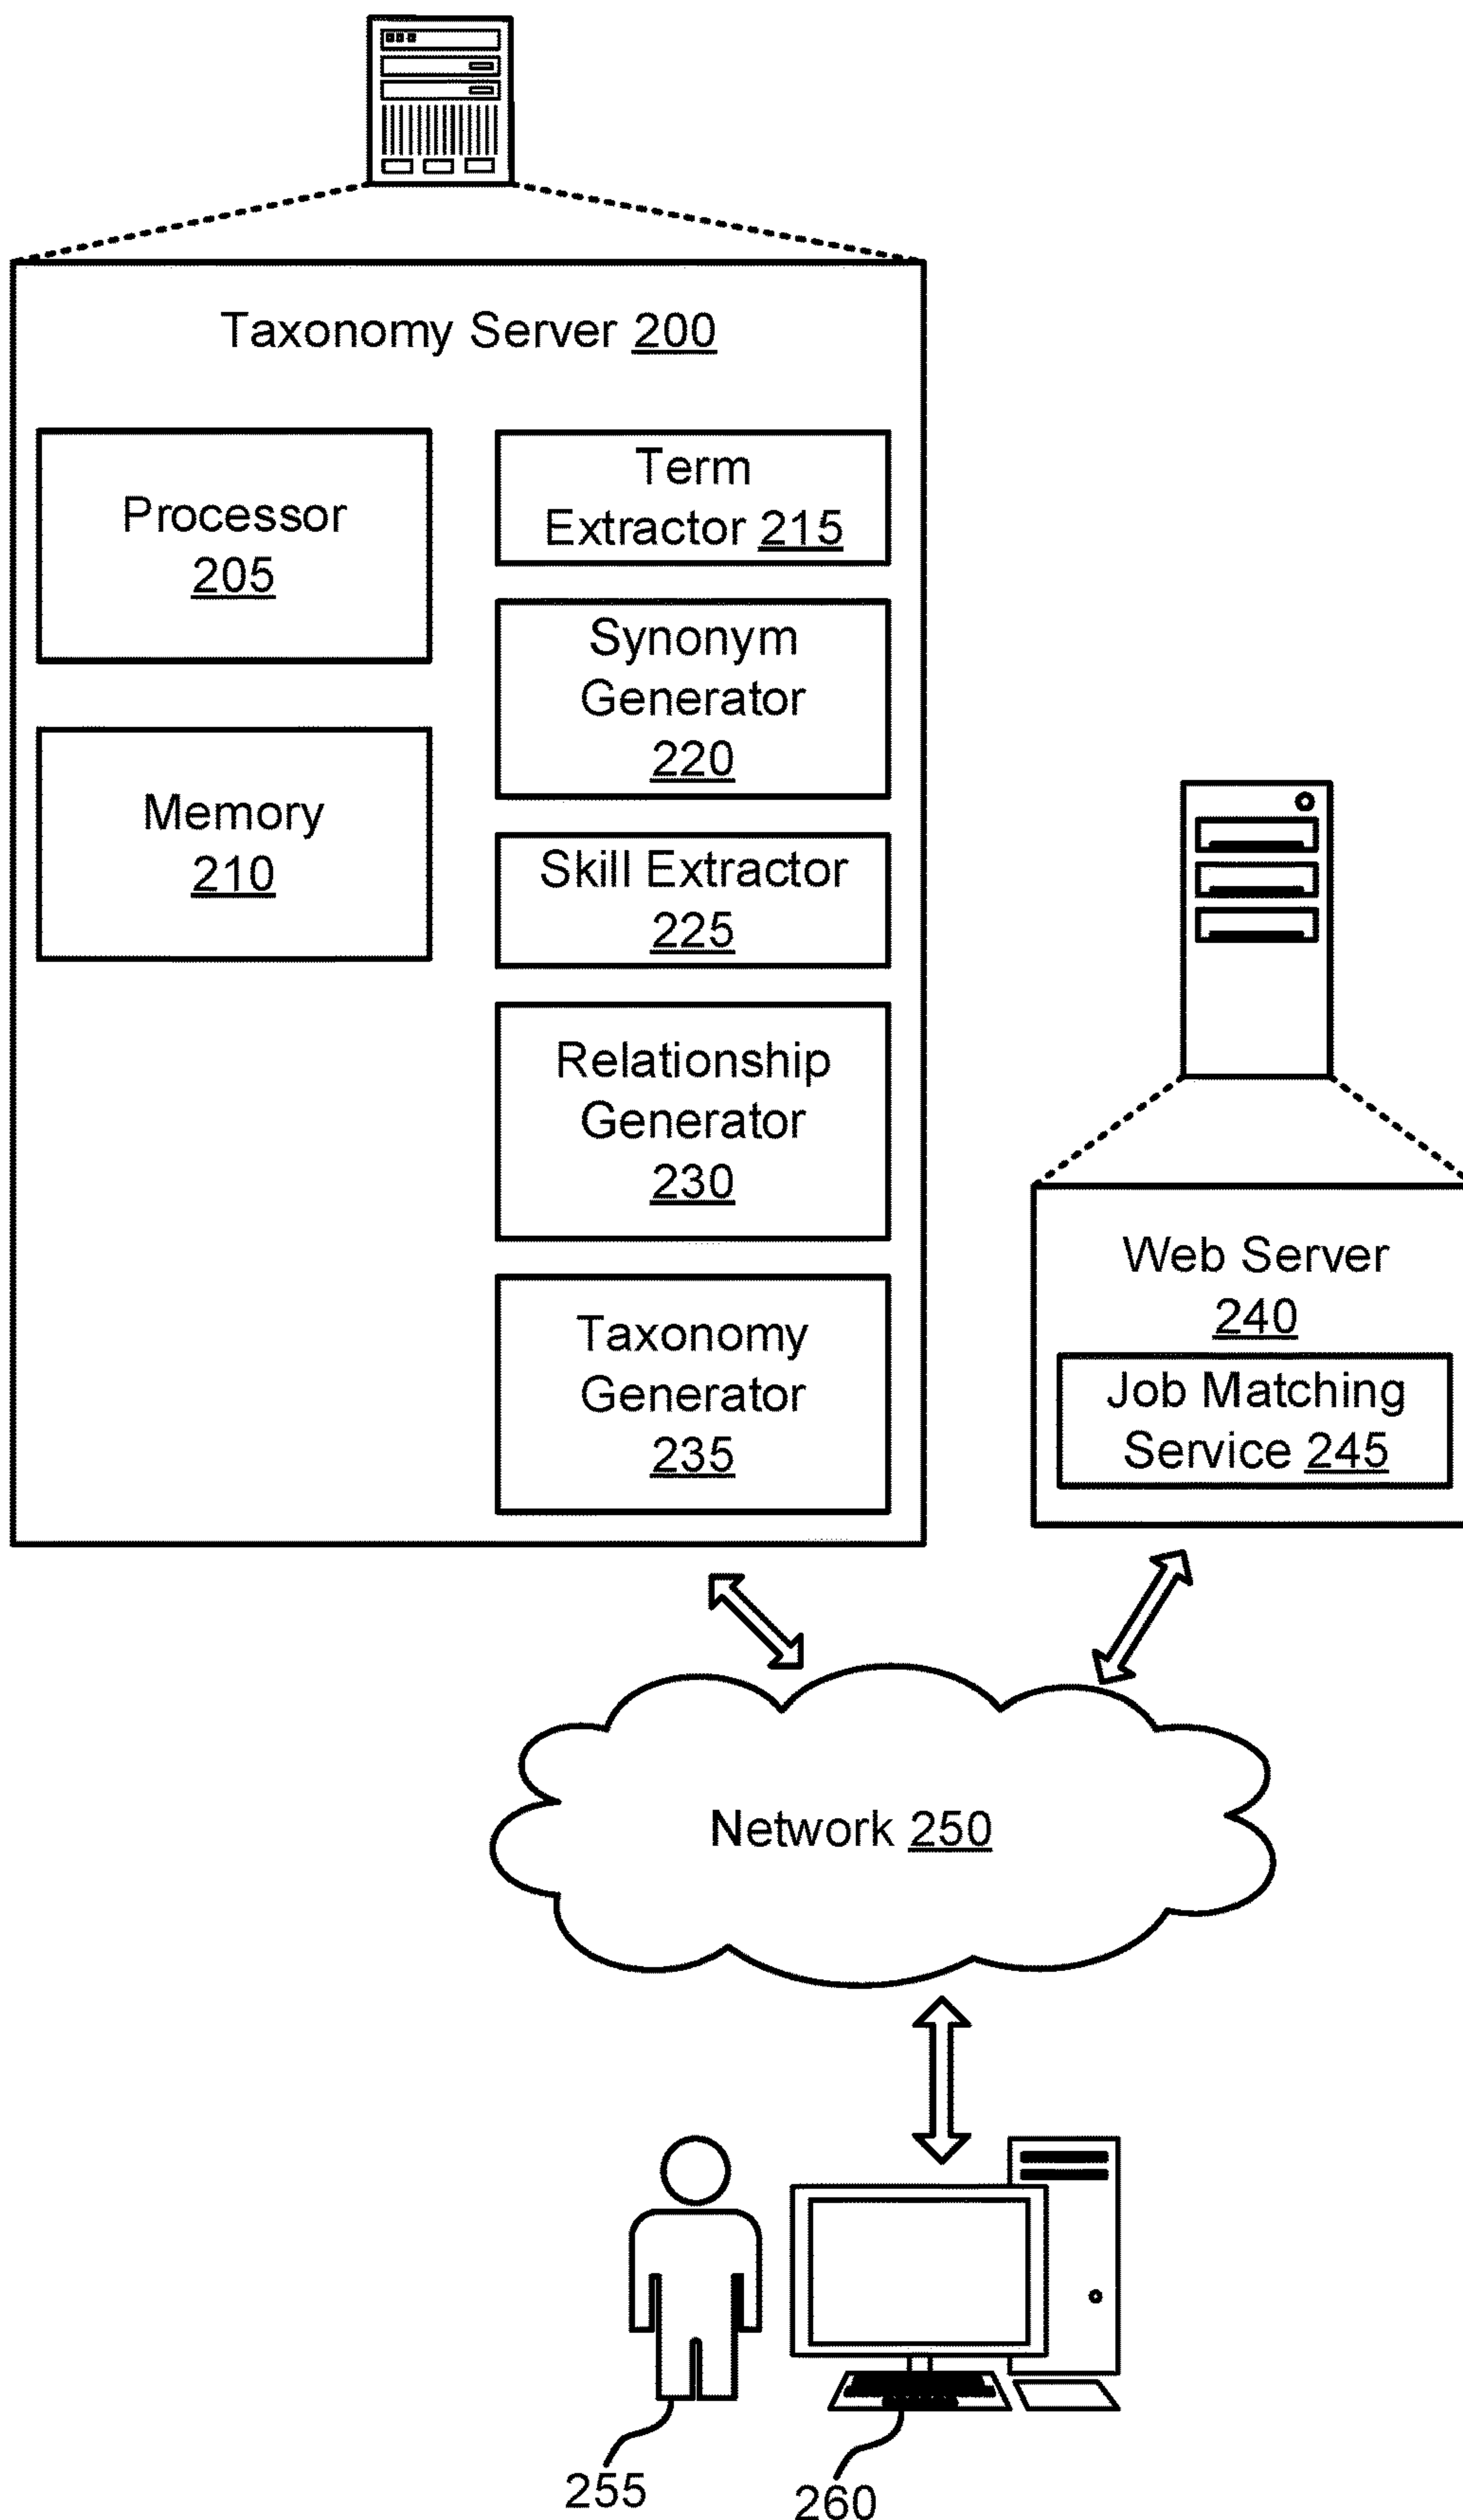 Taxonomy Server 200
Processor
205
Memory
210
Term
Extractor 215
Synonym
Generator
220
Skill Extractor
225
Relationship
Generator
230
Taxonomy
Generator
235
Web Server
240
Job Matching
Service 245
Network 250
255
260